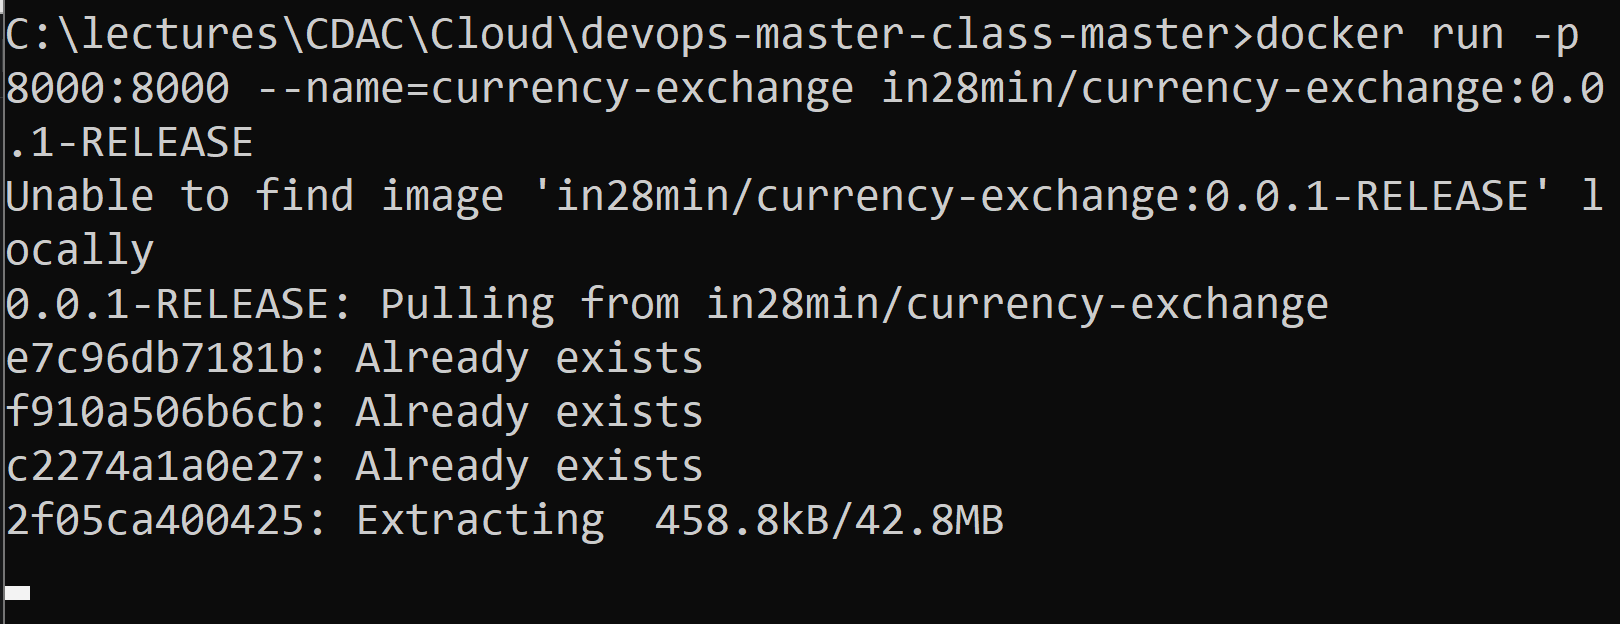 C:\lectures\CDAC\Cloud\devops-master-class-master>docker run -p
8000:8000 --name=currency-exchange in28min/currency-exchange:0.0
.1-RELEASE
Unable to find image 'in28min/currency-exchange:0.0.1-RELEASE' l
ocally
0.0.1-RELEASE: Pulling from in28min/currency-exchange
e7c96db7181b: Already exists
f910a506b6cb: Already exists
c2274a1a0e27: Already exists
2f05ca400425: Extracting  458.8kB/42.8MB